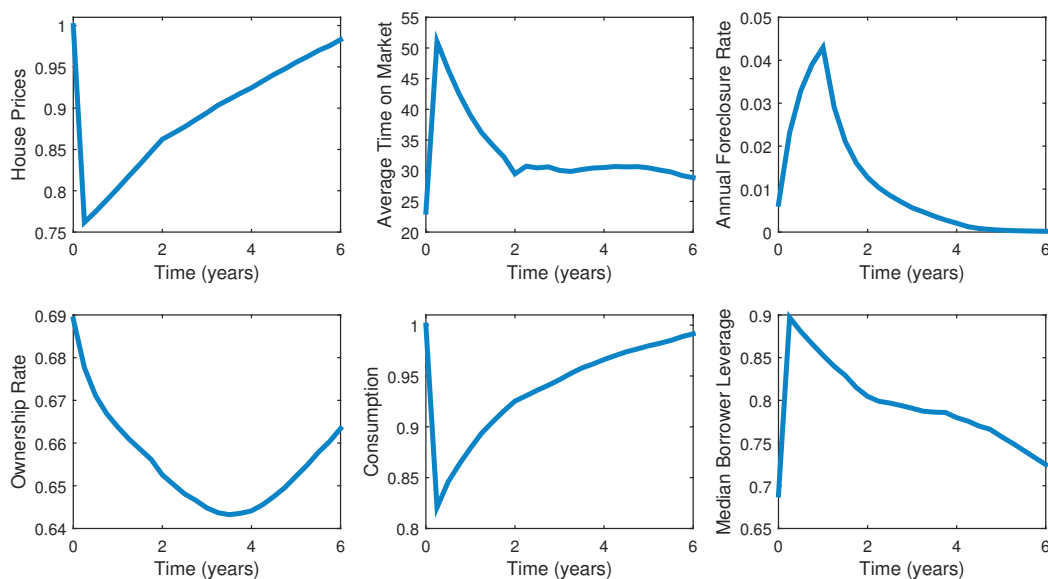 House Prices
1
0.95
0.9
0.85
0.8
0.75
0 2 4 6
Time (years)
Average Time on Market
55
50
45
40
35
30
25
20
0 2 4 6
Time (years)
Annual Foreclosure Rate
0.05
0.04
0.03
0.02
0.01
0
0 2 4 6
Time (years)
Ownership Rate
0.69
0.68
0.67
0.66
0.65
0.64
0 2 4 6
Time (years)
Consumption
1
0.95
0.9
0.85
0.8
0 2 4 6
Time (years)
Median Borrower Leverage
0.9
0.85
0.8
0.75
0.7
0.65
0 2 4 6
Time (years)